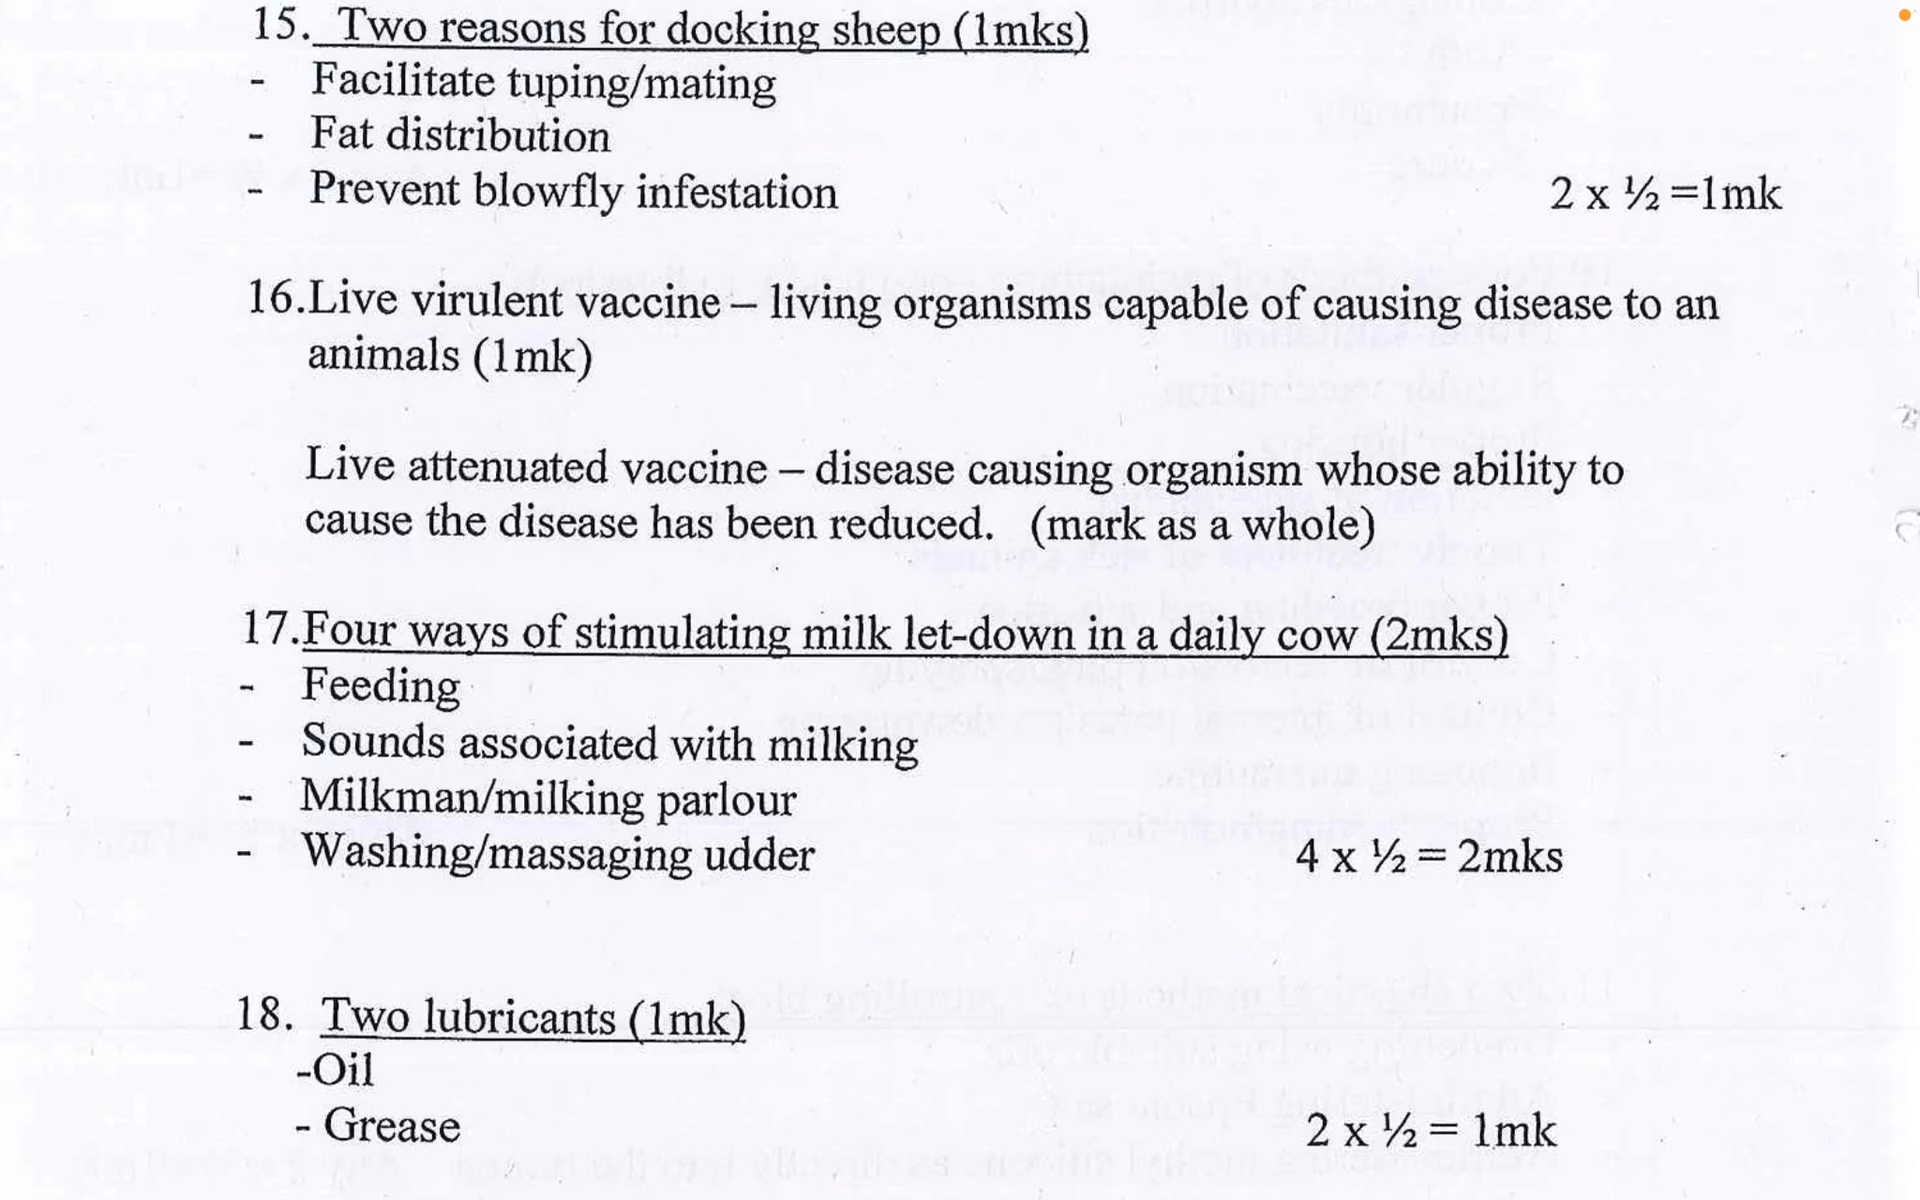 15. Two reasons for docking sheep (1mks)
- Facilitate tuping/mating
- Fat distribution
- Prevent blowfly infestation 2 x ½ =1mk
16.Live virulent vaccine – living organisms capable of causing disease to an
animals (1mk)
Live attenuated vaccine – disease causing organism whose ability to
cause the disease has been reduced. (mark as a whole)
17.Four ways of stimulating milk let-down in a daily cow (2mks)
- Feeding
- Sounds associated with milking
- Milkman/milking parlour
- Washing/massaging udder 4 x ½ = 2mks
18. Two lubricants (1mk)
-Oil
- Grease 2 x ½ = 1mk